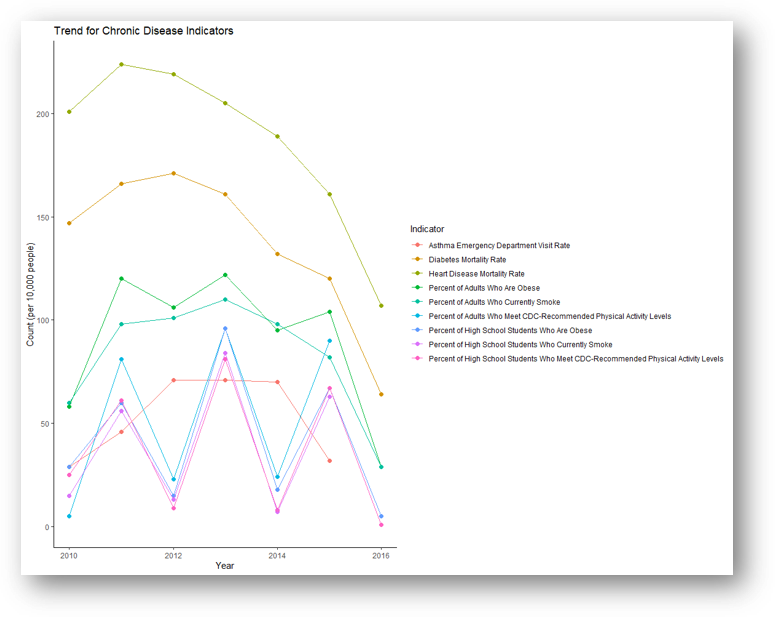 Trend for Chronic Disease Indicators
Count (per 10,000 people)
200
150
100
50
0
2010
2012
2014
2016
Year
Indicator
Asthma Emergency Department Visit Rate
Diabetes Mortality Rate
Heart Disease Mortality Rate
Percent of Adults Who Are Obese
Percent of Adults Who Currently Smoke
Percent of Adults Who Meet CDC-Recommended Physical Activity Levels
Percent of High School Students Who Are Obese
Percent of High School Students Who Currently Smoke
Percent of High School Students Who Meet CDC-Recommended Physical Activity Levels